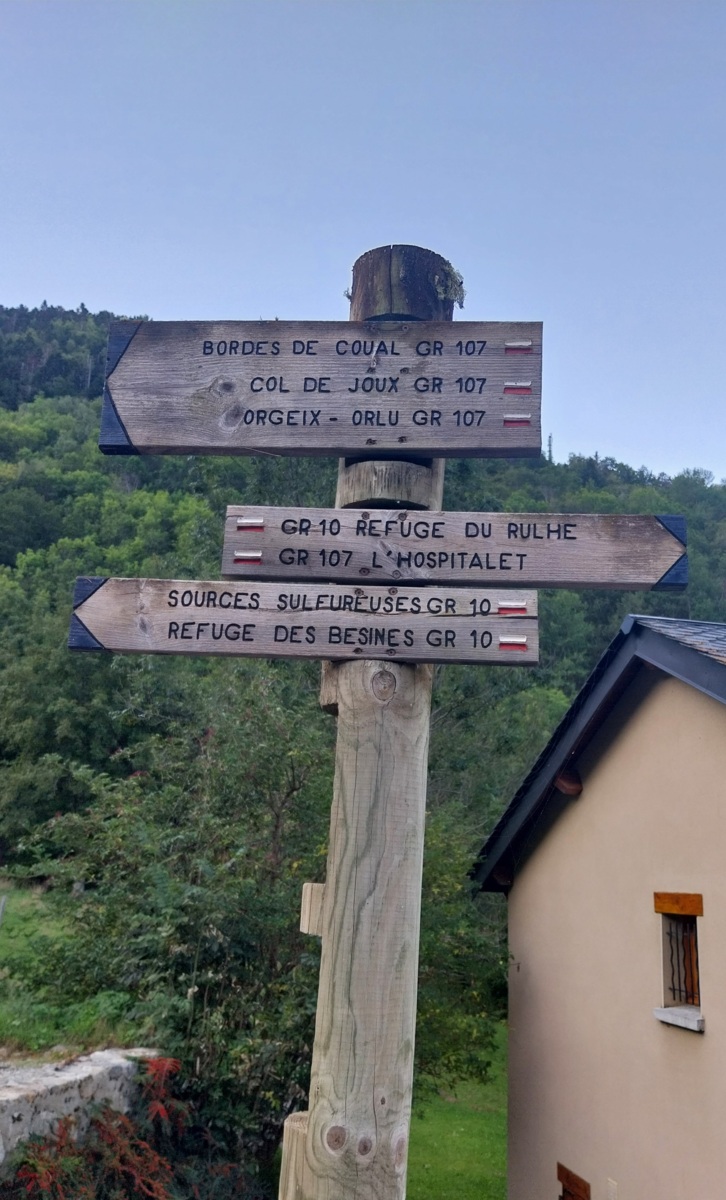 BORDES DE COUAL GR 107
COL DE JOUX GR 107
ORGEIX - ORLU GR 107
GR 10 REFUGE DU RULHE
GR 107 L'HOSPITALET
SOURCES SULFUREUSES GR 10
REFUGE DES BESINES GR 10